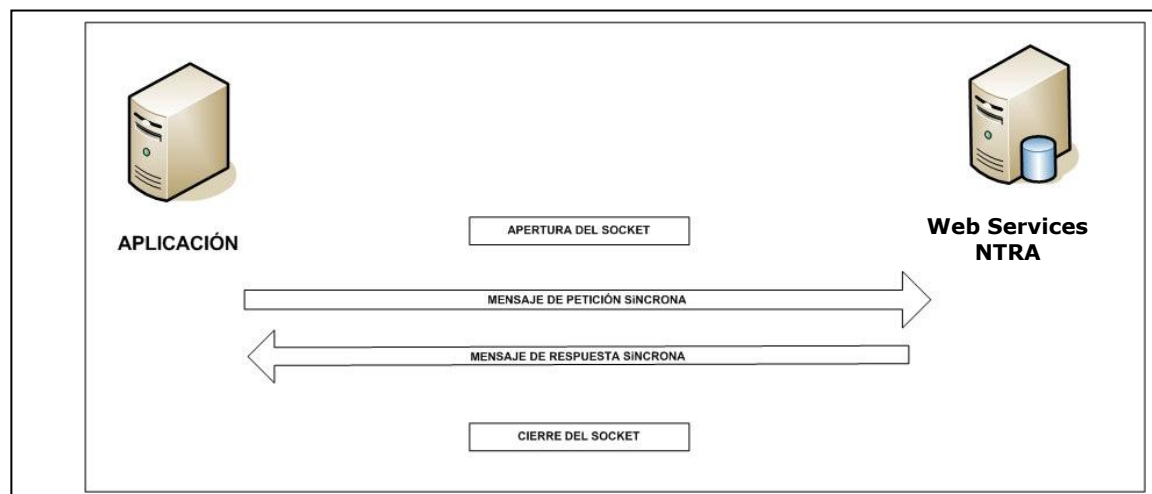 APLICACIÓN
Web Services
NTRA
APERTURA DEL SOCKET
MENSAJE DE PETICIÓN SíNCRONA
MENSAJE DE RESPUESTA SíNCRONA
CIERRE DEL SOCKET